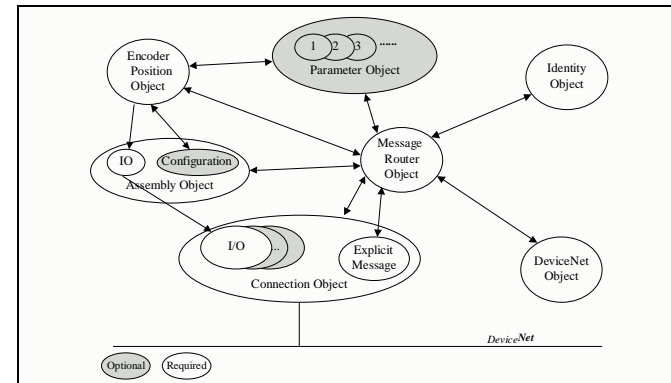 Encoder
Position
Object
1 2 3 ......
Parameter Object
Identity
Object
Message
Router
Object
IO
Configuration
Assembly Object
I/O
..
Explicit
Message
Connection Object
DeviceNet
Object
DeviceNet
Optional
Required